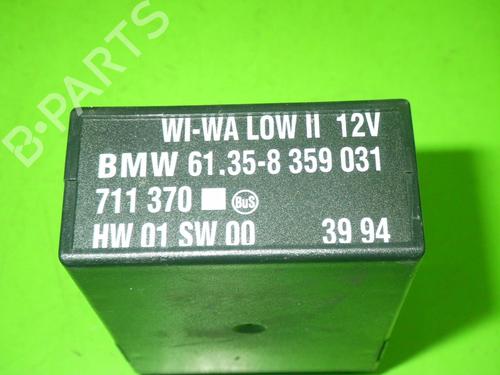 B-PARTS
WI-WA LOW II 12V
BMW 61.35-8 359 031
711 370 BuS
HW 01 SW 00 39 94